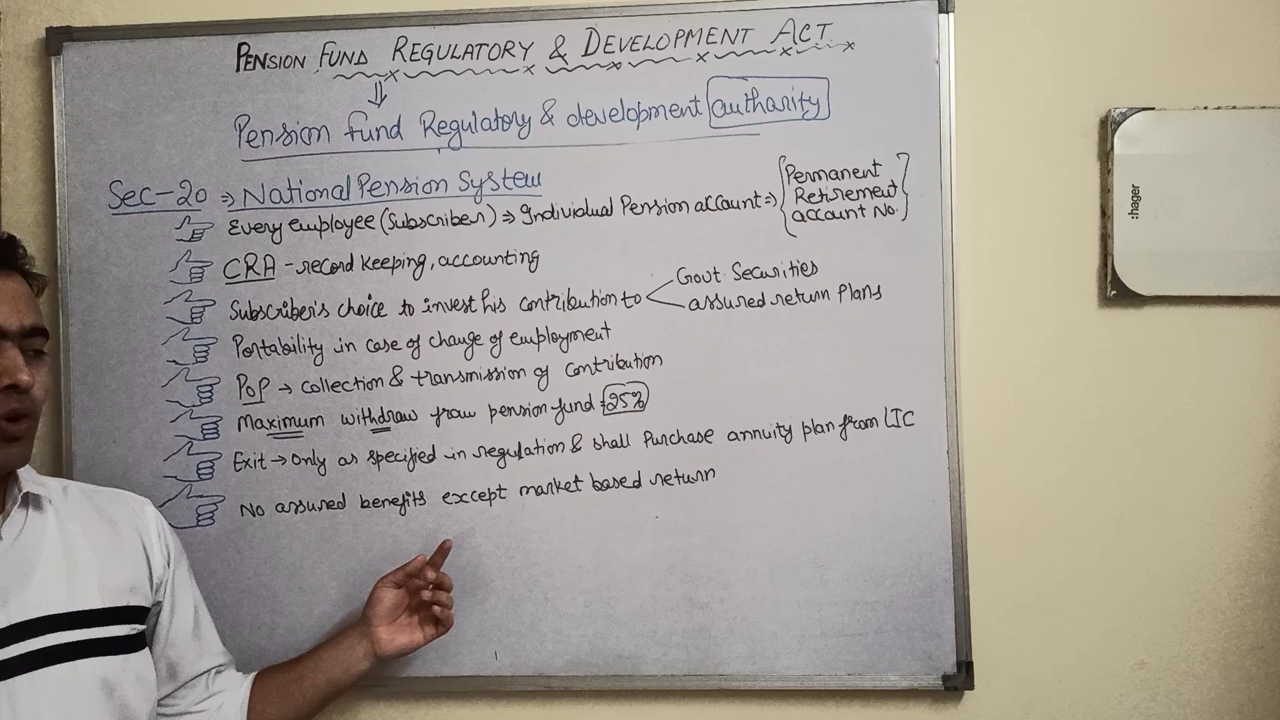 PENSION FUND REGULATORY & DEVELOPMENT ACT
⇓
Pension fund Regulatory & development authority
Sec-20 ⇒ National Pension System
Every employee (Subscriber) ⇒ Individual Pension account ⇒ {Permanent Retirement account No.}
CRA - record keeping, accounting
Subscriber's choice to invest his contribution to < Govt Securities
assured return Plans
Portability in case of change of employment
PoP → collection & transmission of contribution
Maximum withdraw from pension fund = 25%
Exit → Only as specified in regulation & shall Purchase annuity plan from LIC
No assured benefits except market based return
:hager